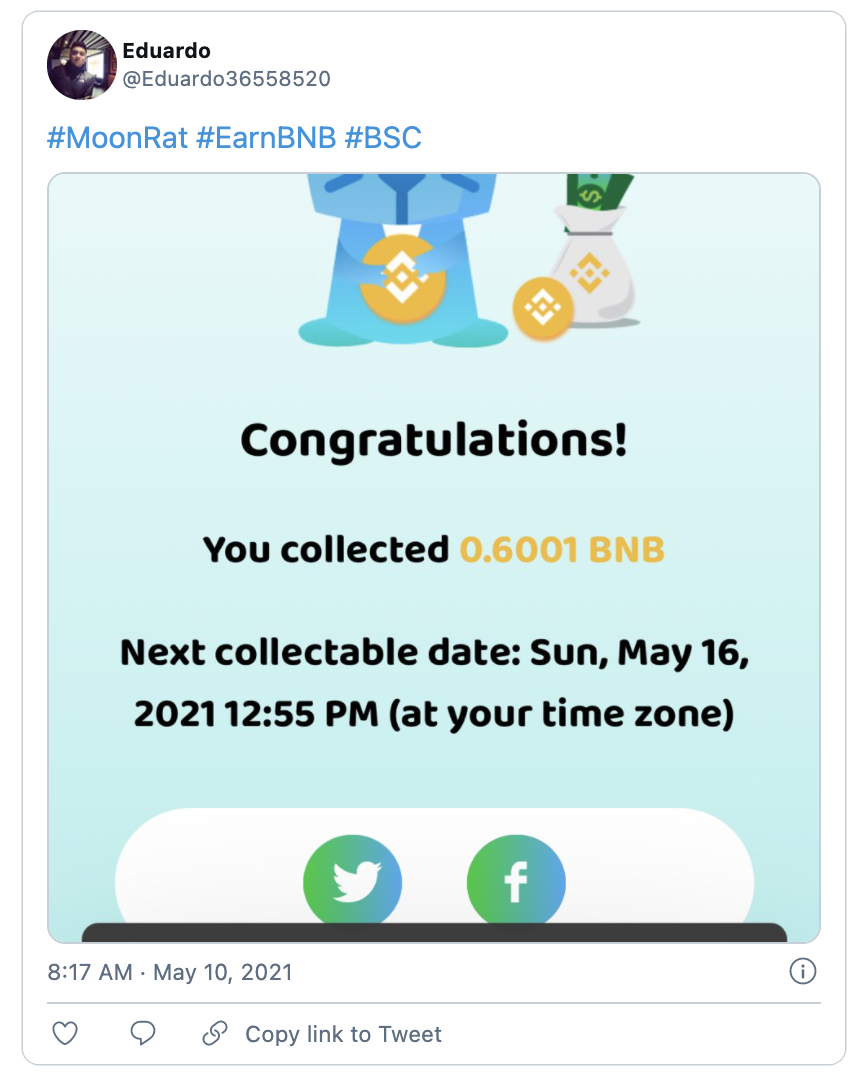 Eduardo
@Eduardo36558520
#MoonRat #EarnBNB #BSC
$
Congratulations!
You collected 0.6001 BNB
Next collectable date: Sun, May 16,
2021 12:55 PM (at your time zone)
f
8:17 AM · May 10, 2021
Copy link to Tweet